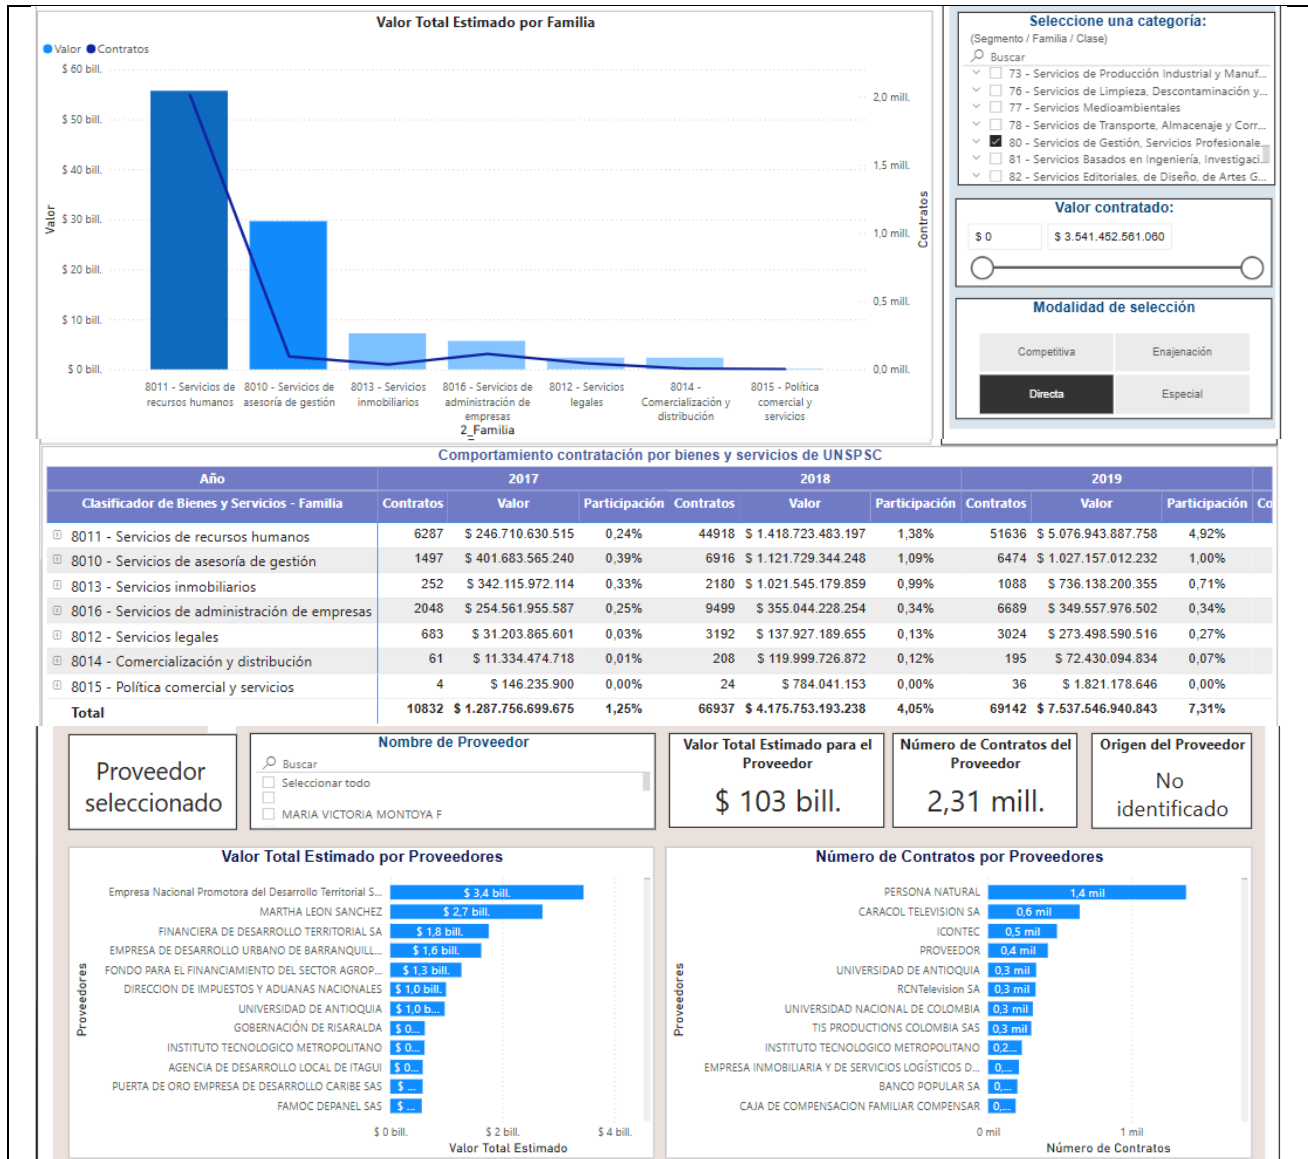 Valor Total Estimado por Familia
Valor Contratos
$ 60 bill.
$ 50 bill.
$ 40 bill.
$ 30 bill.
$ 20 bill.
$ 10 bill.
$ 0 bill.
Valor
2,0 mill.
1,5 mill.
1,0 mill.
0,5 mill.
0,0 mill.
Contratos
8011 - Servicios de recursos humanos
8010 - Servicios de asesoría de gestión
8013 - Servicios inmobiliarios
8016 - Servicios de administración de empresas
8012 - Servicios legales
8014 - Comercialización y distribución
8015 - Política comercial y servicios
2_Familia
Seleccione una categoría:
(Segmento / Familia / Clase)
Buscar
73 - Servicios de Producción Industrial y Manuf...
76 - Servicios de Limpieza, Descontaminación y...
77 - Servicios Medioambientales
78 - Servicios de Transporte, Almacenaje y Corr...
80 - Servicios de Gestión, Servicios Profesionale...
81 - Servicios Basados en Ingeniería, Investigaci...
82 - Servicios Editoriales, de Diseño, de Artes G...
Valor contratado:
$ 0 $ 3.541.452.561.060
Modalidad de selección
Competitiva Enajenación
Directa Especial
Comportamiento contratación por bienes y servicios de UNSPSC
Año 2017 2018 2019
Clasificador de Bienes y Servicios - Familia Contratos Valor Participación Contratos Valor Participación Contratos Valor Participación Co
8011 - Servicios de recursos humanos 6287 $ 246.710.630.515 0,24% 44918 $ 1.418.723.483.197 1,38% 51636 $ 5.076.943.887.758 4,92%
8010 - Servicios de asesoría de gestión 1497 $ 401.683.565.240 0,39% 6916 $ 1.121.729.344.248 1,09% 6474 $ 1.027.157.012.232 1,00%
8013 - Servicios inmobiliarios 252 $ 342.115.972.114 0,33% 2180 $ 1.021.545.179.859 0,99% 1088 $ 736.138.200.355 0,71%
8016 - Servicios de administración de empresas 2048 $ 254.561.955.587 0,25% 9499 $ 355.044.228.254 0,34% 6689 $ 349.557.976.502 0,34%
8012 - Servicios legales 683 $ 31.203.865.601 0,03% 3192 $ 137.927.189.655 0,13% 3024 $ 273.498.590.516 0,27%
8014 - Comercialización y distribución 61 $ 11.334.474.718 0,01% 208 $ 119.999.726.872 0,12% 195 $ 72.430.094.834 0,07%
8015 - Política comercial y servicios 4 $ 146.235.900 0,00% 24 $ 784.041.153 0,00% 36 $ 1.821.178.646 0,00%
Total 10832 $ 1.287.756.699.675 1,25% 66937 $ 4.175.753.193.238 4,05% 69142 $ 7.537.546.940.843 7,31%
Proveedor seleccionado
Nombre de Proveedor
Buscar
Seleccionar todo
MARIA VICTORIA MONTOYA F
Valor Total Estimado para el Proveedor
$ 103 bill.
Número de Contratos del Proveedor
2,31 mill.
Origen del Proveedor
No identificado
Valor Total Estimado por Proveedores
Proveedores
Empresa Nacional Promotora del Desarrollo Territorial S... $ 3,4 bill.
MARTHA LEON SANCHEZ $ 2,7 bill.
FINANCIERA DE DESARROLLO TERRITORIAL SA $ 1,8 bill.
EMPRESA DE DESARROLLO URBANO DE BARRANQUILL... $ 1,6 bill.
FONDO PARA EL FINANCIAMIENTO DEL SECTOR AGROP... $ 1,3 bill.
DIRECCION DE IMPUESTOS Y ADUANAS NACIONALES $ 1,0 bill.
UNIVERSIDAD DE ANTIOQUIA $ 1,0 b...
GOBERNACIÓN DE RISARALDA $ 0...
INSTITUTO TECNOLOGICO METROPOLITANO $ 0...
AGENCIA DE DESARROLLO LOCAL DE ITAGUI $ 0...
PUERTA DE ORO EMPRESA DE DESARROLLO CARIBE SAS $ ...
FAMOC DEPANEL SAS $ ...
$ 0 bill. $ 2 bill. $ 4 bill.
Valor Total Estimado
Número de Contratos por Proveedores
Proveedores
PERSONA NATURAL 1,4 mil
CARACOL TELEVISION SA 0,6 mil
ICONTEC 0,5 mil
PROVEEDOR 0,4 mil
UNIVERSIDAD DE ANTIOQUIA 0,3 mil
RCNTelevision SA 0,3 mil
UNIVERSIDAD NACIONAL DE COLOMBIA 0,3 mil
TIS PRODUCTIONS COLOMBIA SAS 0,3 mil
INSTITUTO TECNOLOGICO METROPOLITANO 0,2...
EMPRESA INMOBILIARIA Y DE SERVICIOS LOGÍSTICOS D... 0,...
BANCO POPULAR SA 0,...
CAJA DE COMPENSACION FAMILIAR COMPENSAR 0,...
0 mil 1 mil
Número de Contratos